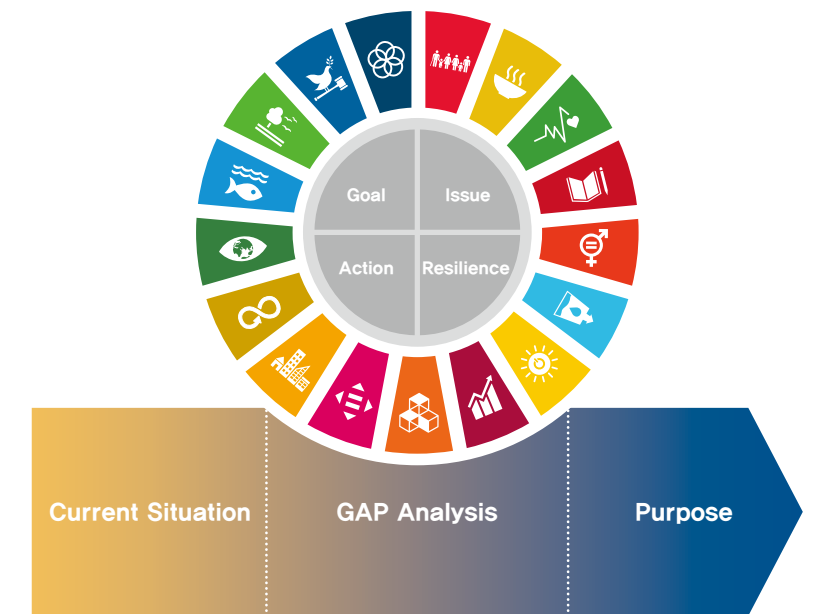 Goal
Issue
Action
Resilience
Current Situation
GAP Analysis
Purpose